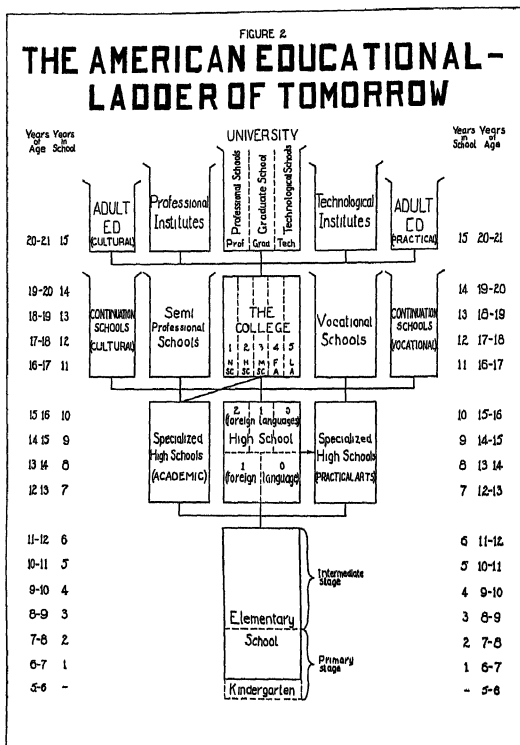 FIGURE 2
THE AMERICAN EDUCATIONAL-
LADDER OF TOMORROW
Years of Age
Years in School
UNIVERSITY
Years in School
Years of Age
ADULT ED (CULTURAL)
Professional Institutes
Professional Schools
Graduate School
Technological Schools
Prof Grad Tech
Technological Institutes
ADULT ED (PRACTICAL)
20-21 15
15 20-21
19-20 14
18-19 13
17-18 12
16-17 11
CONTINUATION SCHOOLS (CULTURAL)
Semi Professional Schools
THE COLLEGE
1 2 3 4 5
N SC
H SC
M SC
F A
L A
Vocational Schools
CONTINUATION SCHOOLS (VOCATIONAL)
14 19-20
13 18-19
12 17-18
11 16-17
15 16 10
14 15 9
13 14 8
12 13 7
Specialized High Schools (ACADEMIC)
2 1 0
(foreign languages)
High School
1 0
(foreign language)
Specialized High Schools (PRACTICAL ARTS)
10 15-16
9 14-15
8 13 14
7 12-13
11-12 6
10-11 5
9-10 4
8-9 3
7-8 2
6-7 1
5-6 -
Elementary
School
Kindergarten
Intermediate stage
Primary stage
6 11-12
5 10-11
4 9-10
3 8-9
2 7-8
1 6-7
- 5-6